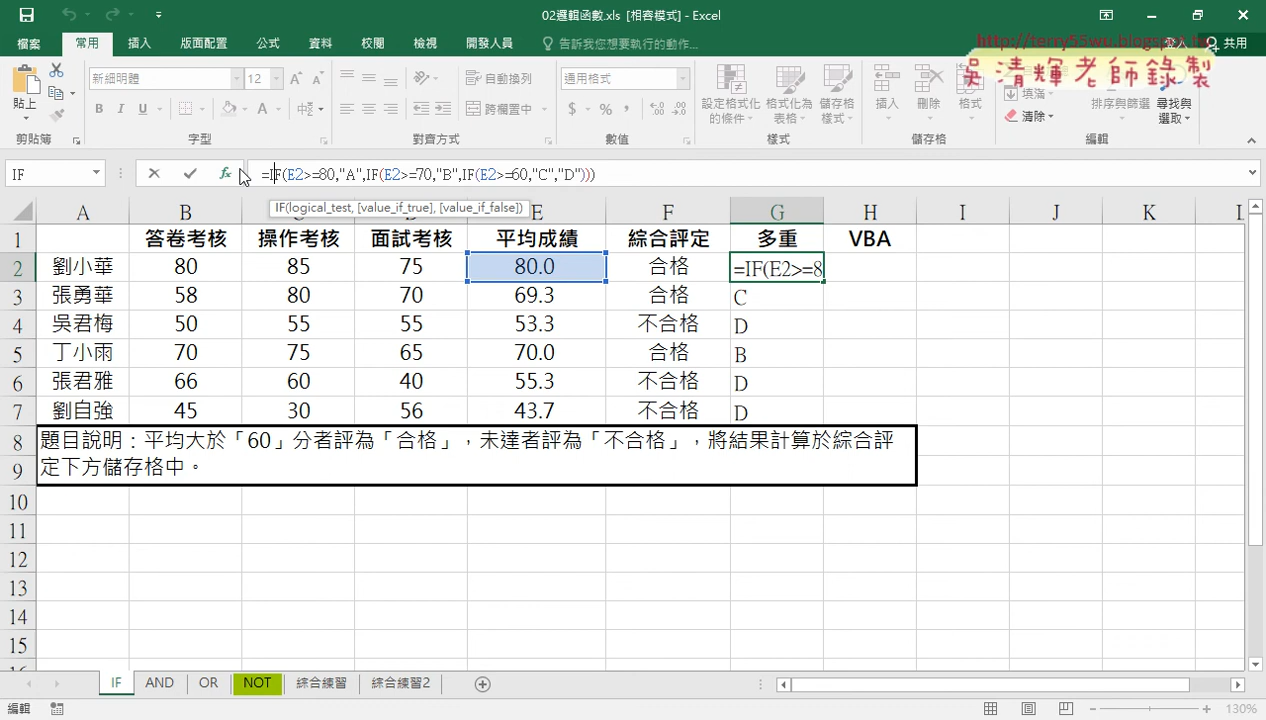 02邏輯函數.xls [相容模式] - Excel
http://terry55wu.blogspot.tw
吳清輝老師錄製
檔案 常用 插入 版面配置 公式 資料 校閱 檢視 開發人員 告訴我您想要執行的動作... 登入 共用
貼上 新細明體 12 自動換列 通用格式 設定格式化的條件 格式化為表格 儲存格樣式 插入 刪除 格式 填滿 清除 排序與篩選 尋找與選取
B I U 跨欄置中 $ %
剪貼簿 字型 對齊方式 數值 樣式 儲存格 編輯
IF fx =IF(E2>=80,"A",IF(E2>=70,"B",IF(E2>=60,"C","D")))
IF(logical_test, [value_if_true], [value_if_false])
A B E F G H I J K L
1 答卷考核 操作考核 面試考核 平均成績 綜合評定 多重 VBA
2 劉小華 80 85 75 80.0 合格 =IF(E2>=8
3 張勇華 58 80 70 69.3 合格 C
4 吳君梅 50 55 55 53.3 不合格 D
5 丁小雨 70 75 65 70.0 合格 B
6 張君雅 66 60 40 55.3 不合格 D
7 劉自強 45 30 56 43.7 不合格 D
8 題目說明：平均大於「60」分者評為「合格」，未達者評為「不合格」，將結果計算於綜合評
9 定下方儲存格中。
10
11
12
13
14
15
IF AND OR NOT 綜合練習 綜合練習2
編輯 130%